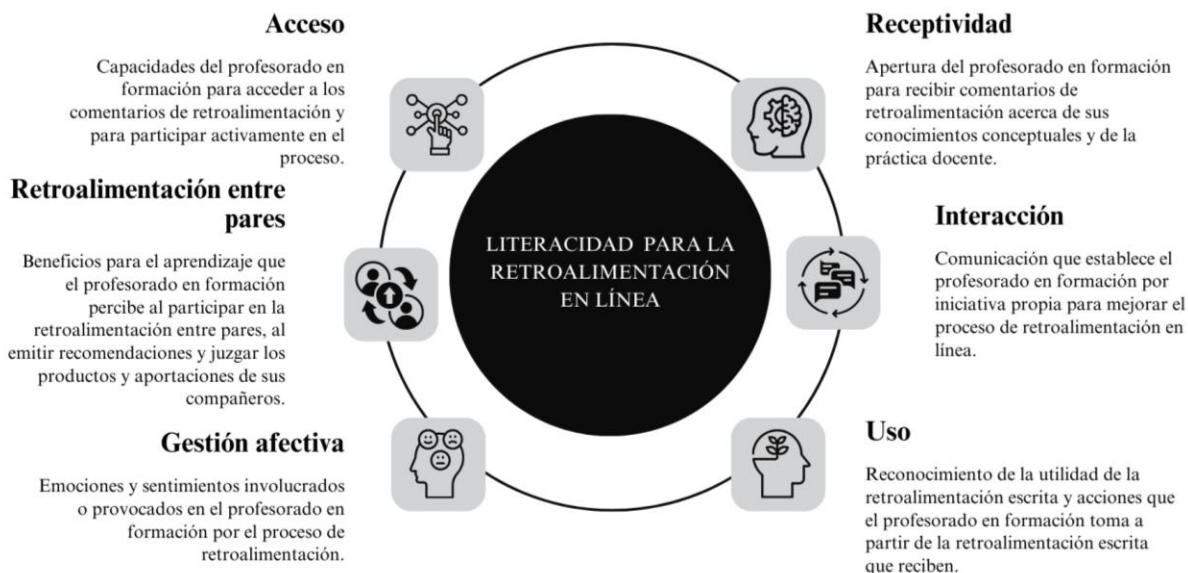 Acceso
Capacidades del profesorado en
formación para acceder a los
comentarios de retroalimentación y
para participar activamente en el
proceso.
Retroalimentación entre
pares
Beneficios para el aprendizaje que
el profesorado en formación
percibe al participar en la
retroalimentación entre pares, al
emitir recomendaciones y juzgar los
productos y aportaciones de sus
compañeros.
Gestión afectiva
Emociones y sentimientos involucrados
o provocados en el profesorado en
formación por el proceso de
retroalimentación.
LITERACIDAD PARA LA
RETROALIMENTACIÓN
EN LÍNEA
Receptividad
Apertura del profesorado en formación
para recibir comentarios de
retroalimentación acerca de sus
conocimientos conceptuales y de la
práctica docente.
Interacción
Comunicación que establece el
profesorado en formación por
iniciativa propia para mejorar el
proceso de retroalimentación en
línea.
Uso
Reconocimiento de la utilidad de la
retroalimentación escrita y acciones que
el profesorado en formación toma a
partir de la retroalimentación escrita
que reciben.